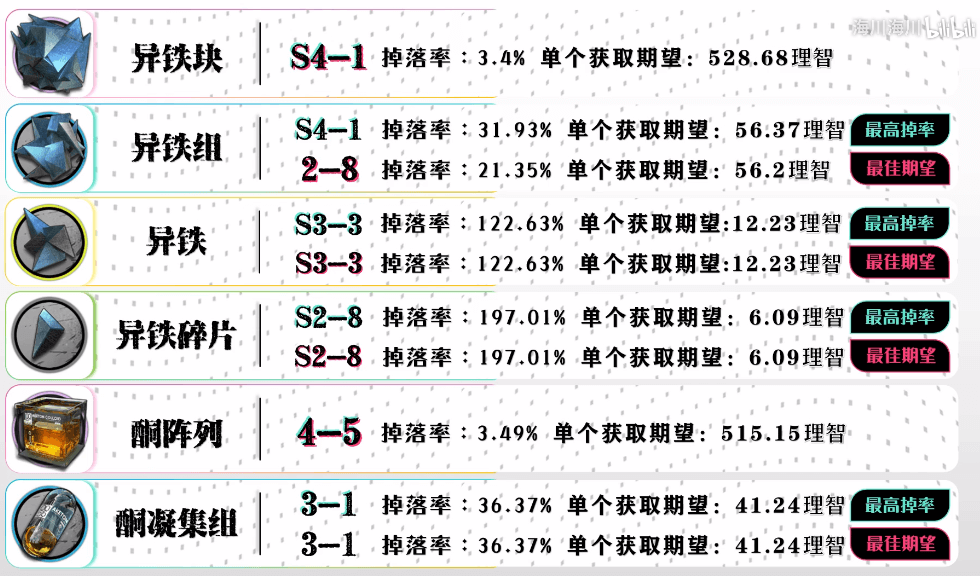 海川海川 bilibili
异铁块 S4-1 掉落率：3.4% 单个获取期望：528.68理智
异铁组
S4-1 掉落率：31.93% 单个获取期望：56.37理智 最高掉率
2-8 掉落率：21.35% 单个获取期望：56.2理智 最佳期望
异铁
S3-3 掉落率：122.63% 单个获取期望:12.23理智 最高掉率
S3-3 掉落率：122.63% 单个获取期望:12.23理智 最佳期望
异铁碎片
S2-8 掉落率：197.01% 单个获取期望：6.09理智 最高掉率
S2-8 掉落率：197.01% 单个获取期望：6.09理智 最佳期望
酮阵列 4-5 掉落率：3.49% 单个获取期望：515.15理智
酮凝集组
3-1 掉落率：36.37% 单个获取期望：41.24理智 最高掉率
3-1 掉落率：36.37% 单个获取期望：41.24理智 最佳期望